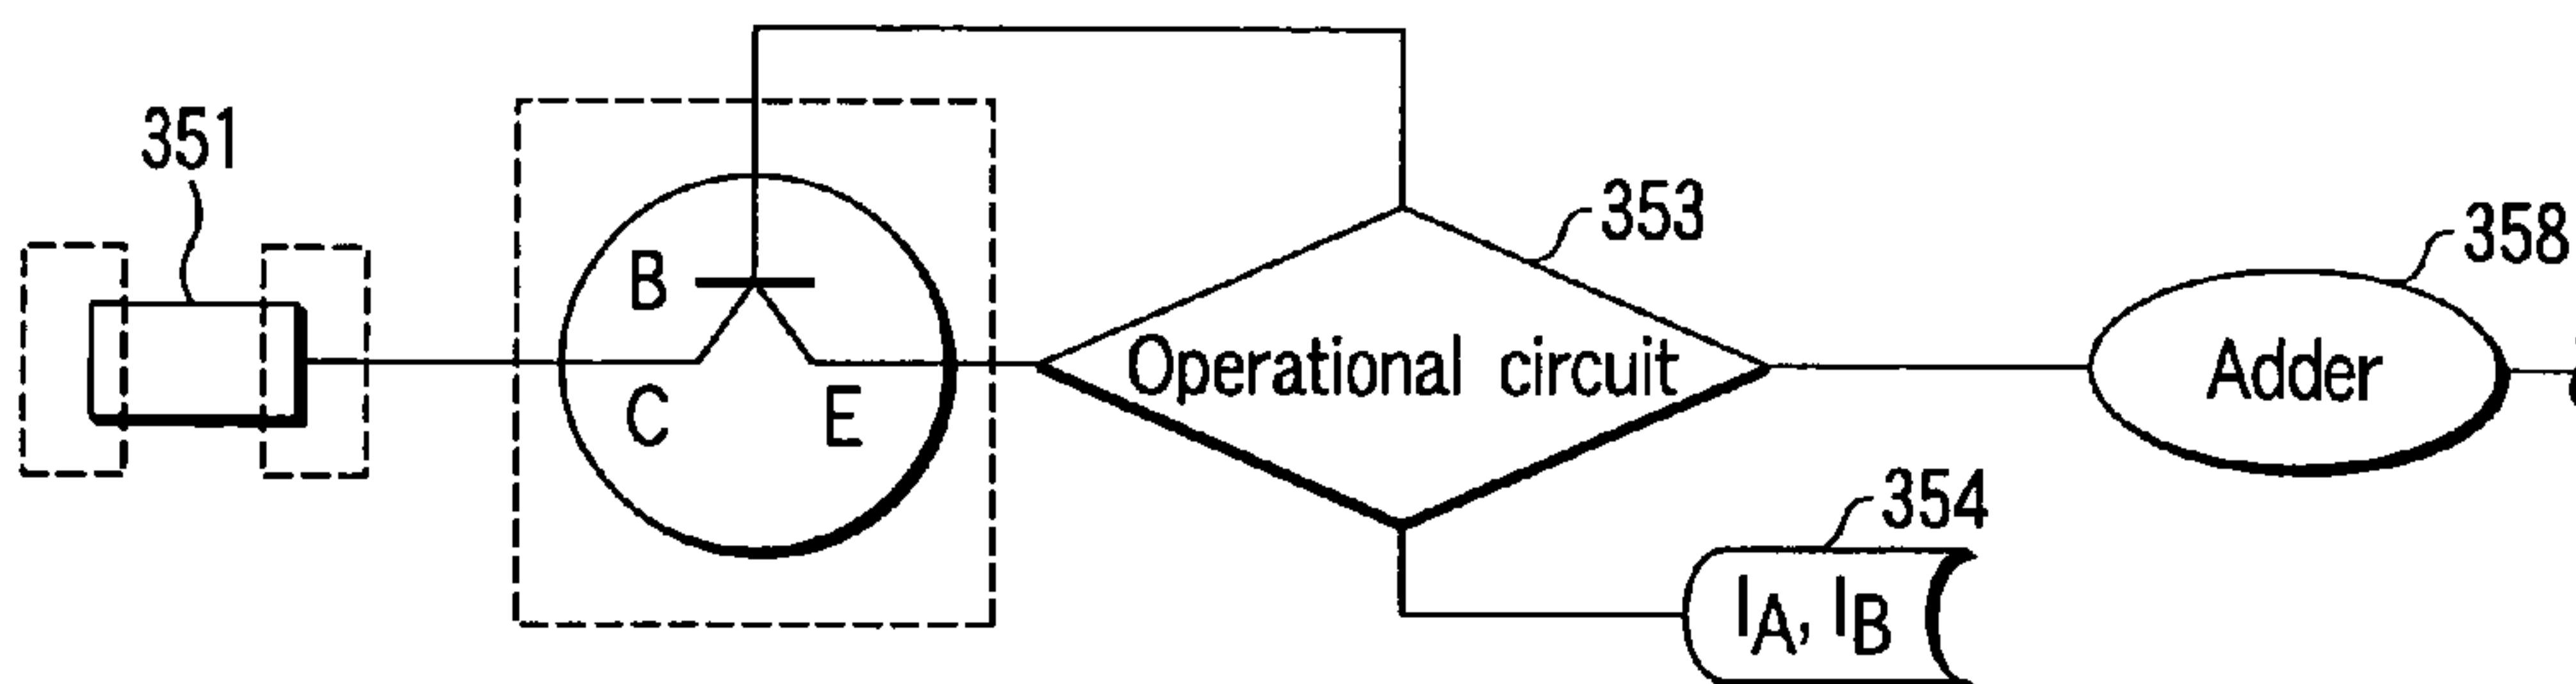 351
353
358
B
Operational circuit
Adder
C
E
354
IA, IB